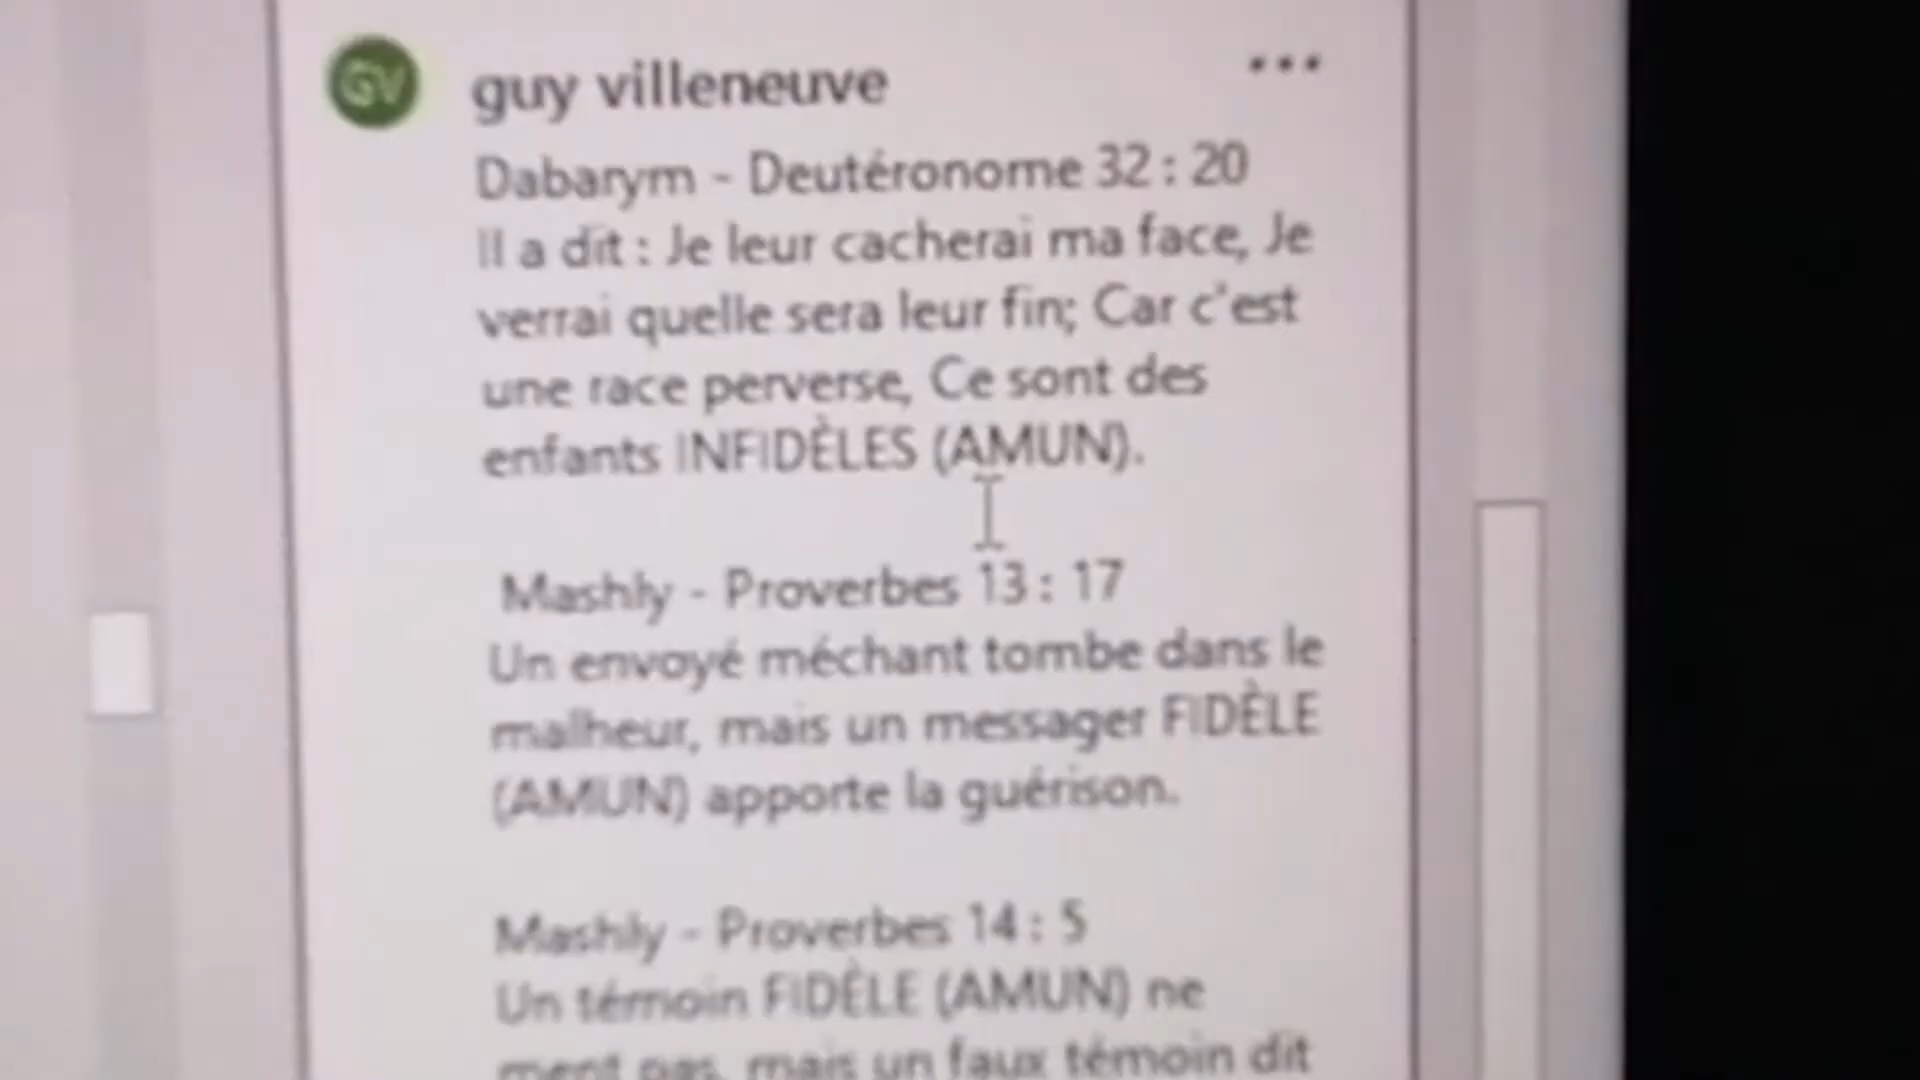 GV
guy villeneuve
Dabarym - Deutéronome 32 : 20
Il a dit : Je leur cacherai ma face, Je
verrai quelle sera leur fin; Car c'est
une race perverse, Ce sont des
enfants INFIDÈLES (AMUN).
Mashly - Proverbes 13 : 17
Un envoyé méchant tombe dans le
malheur, mais un messager FIDÈLE
(AMUN) apporte la guérison.
Mashly - Proverbes 14 : 5
Un témoin FIDÈLE (AMUN) ne
ment pas, mais un faux témoin dit